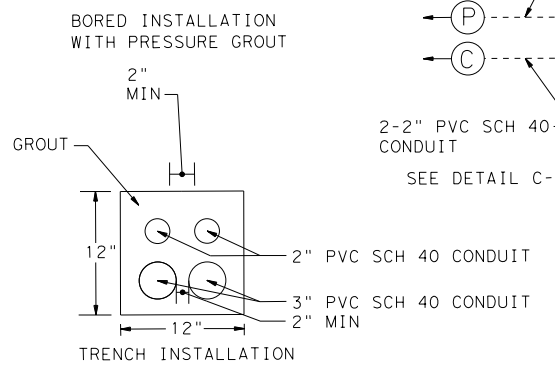 BORED INSTALLATION
WITH PRESSURE GROUT
2"
MIN
GROUT
12"
2" PVC SCH 40 CONDUIT
3" PVC SCH 40 CONDUIT
2" MIN
12"
TRENCH INSTALLATION
P
C
2-2" PVC SCH 40-
CONDUIT
SEE DETAIL C-